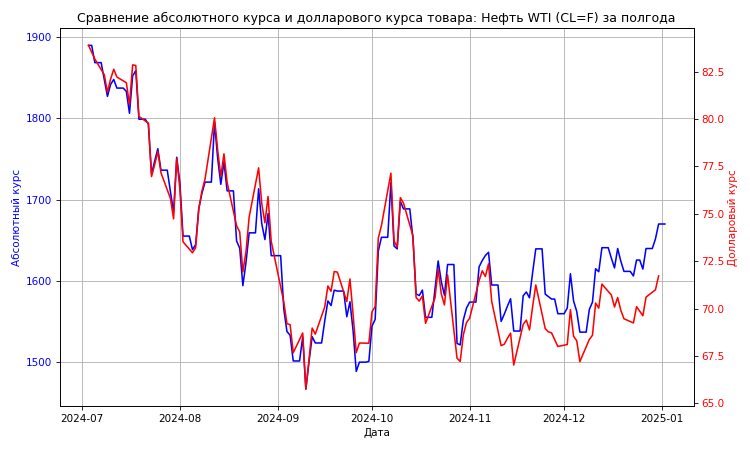 Сравнение абсолютного курса и долларового курса товара: Нефть WTI (CL=F) за полгода
1900
1800
1700
1600
1500
Абсолютный курс
82.5
80.0
77.5
75.0
72.5
70.0
67.5
65.0
Долларовый курс
2024-07 2024-08 2024-09 2024-10 2024-11 2024-12 2025-01
Дата